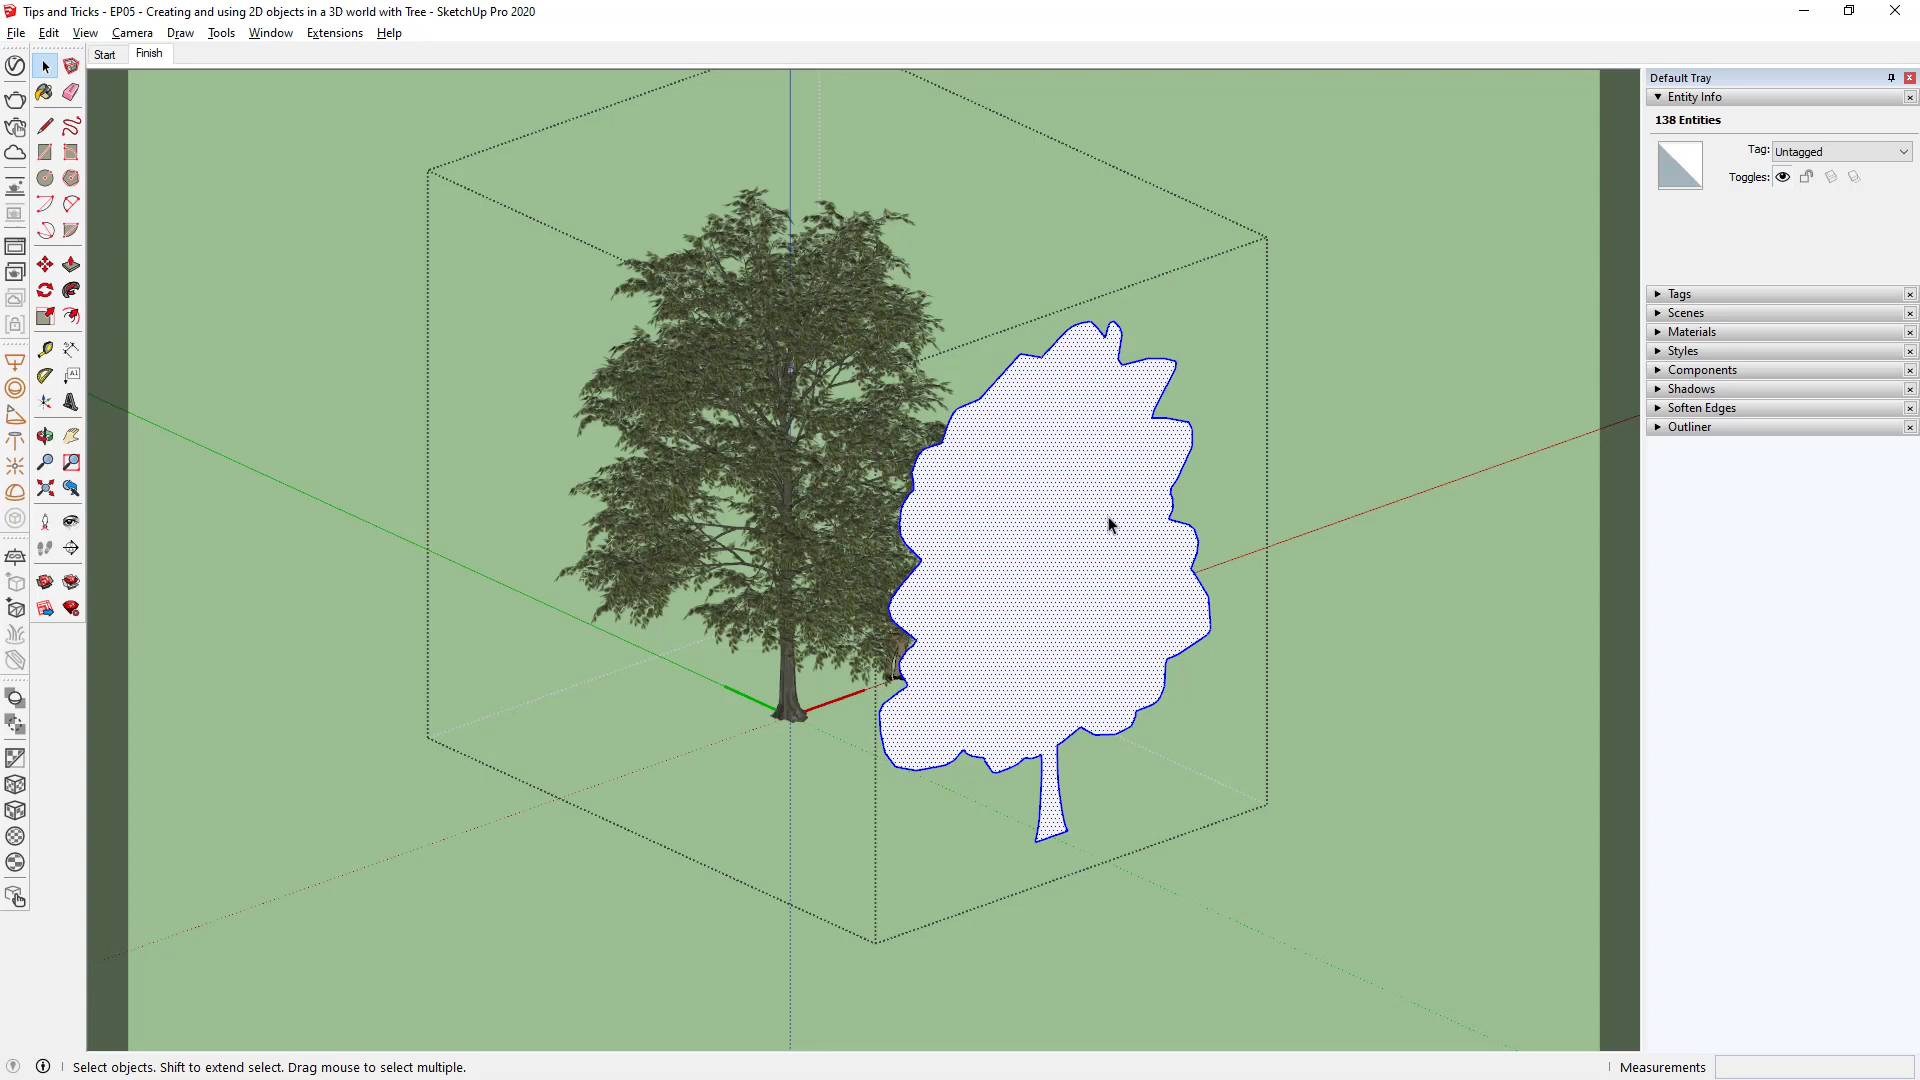 Tips and Tricks - EP05 - Creating and using 2D objects in a 3D world with Tree - SketchUp Pro 2020
File Edit View Camera Draw Tools Window Extensions Help
Start Finish
Default Tray
Entity Info
138 Entities
Tag: Untagged
Toggles:
Tags
Scenes
Materials
Styles
Components
Shadows
Soften Edges
Outliner
Select objects. Shift to extend select. Drag mouse to select multiple.
Measurements